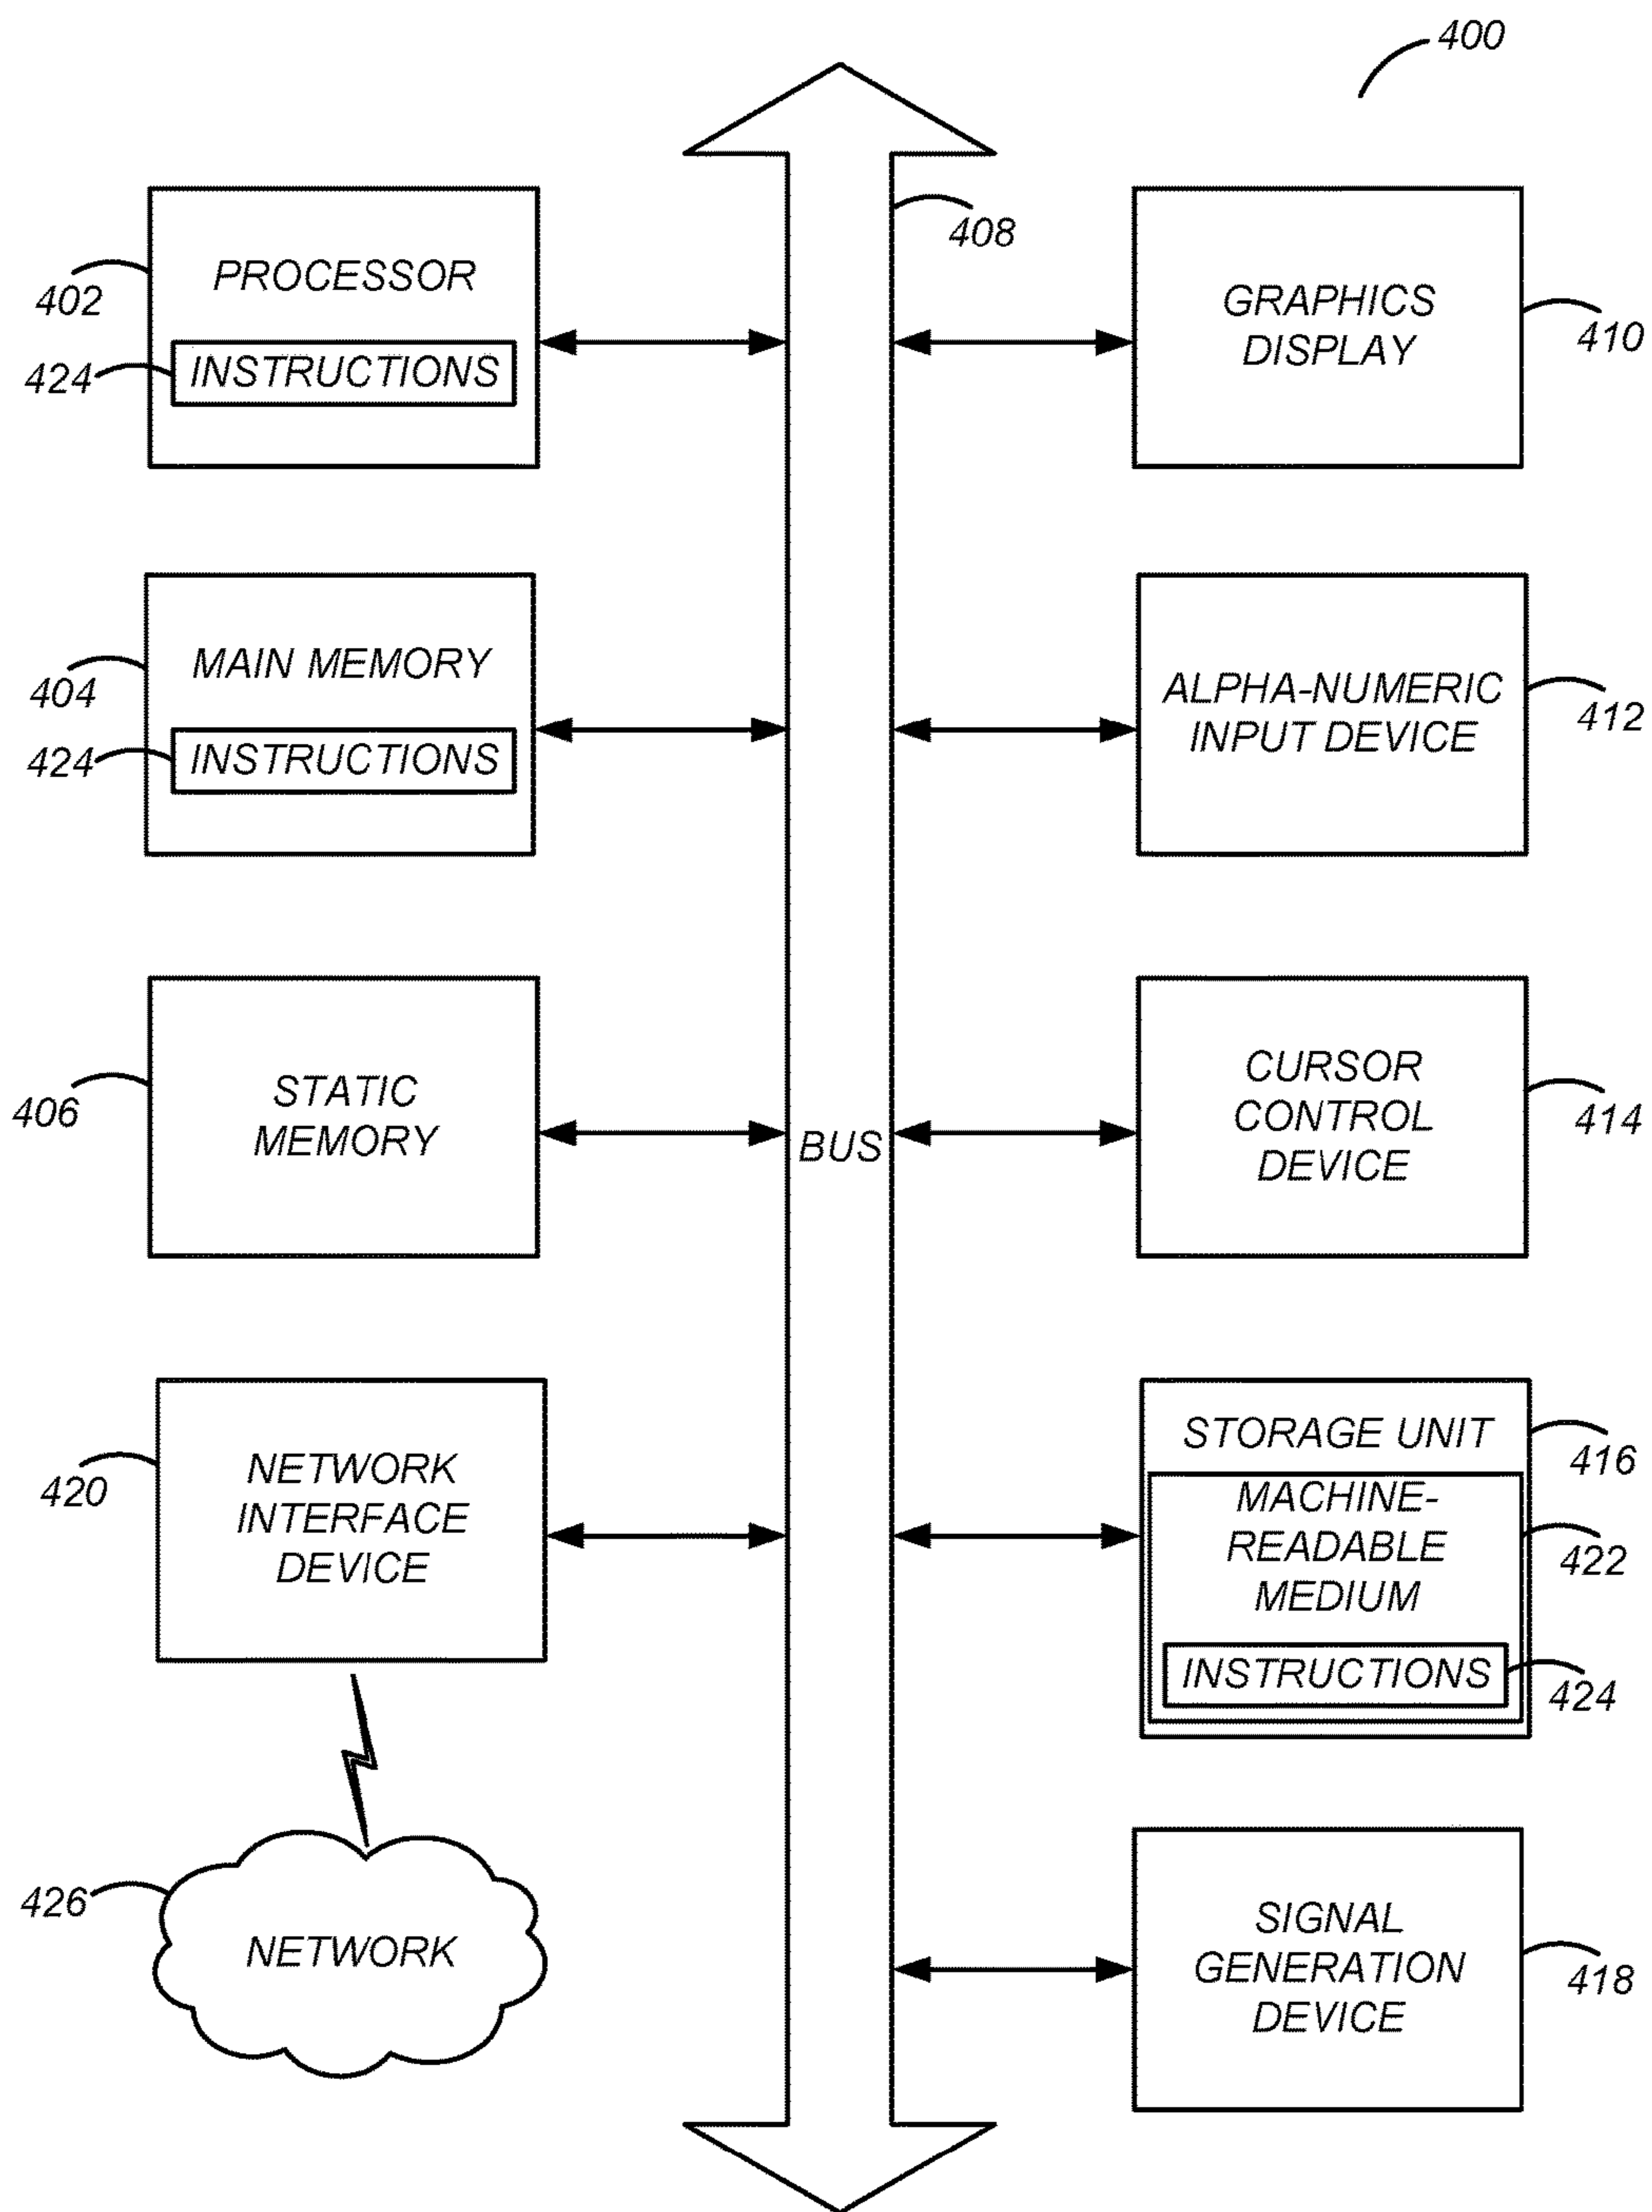 400
408
PROCESSOR
402
INSTRUCTIONS
424
GRAPHICS
DISPLAY
410
MAIN MEMORY
404
INSTRUCTIONS
424
ALPHA-NUMERIC
INPUT DEVICE
412
STATIC
MEMORY
406
BUS
CURSOR
CONTROL
DEVICE
414
NETWORK
INTERFACE
DEVICE
420
STORAGE UNIT
416
MACHINE-
READABLE
MEDIUM
422
INSTRUCTIONS
424
426
NETWORK
SIGNAL
GENERATION
DEVICE
418